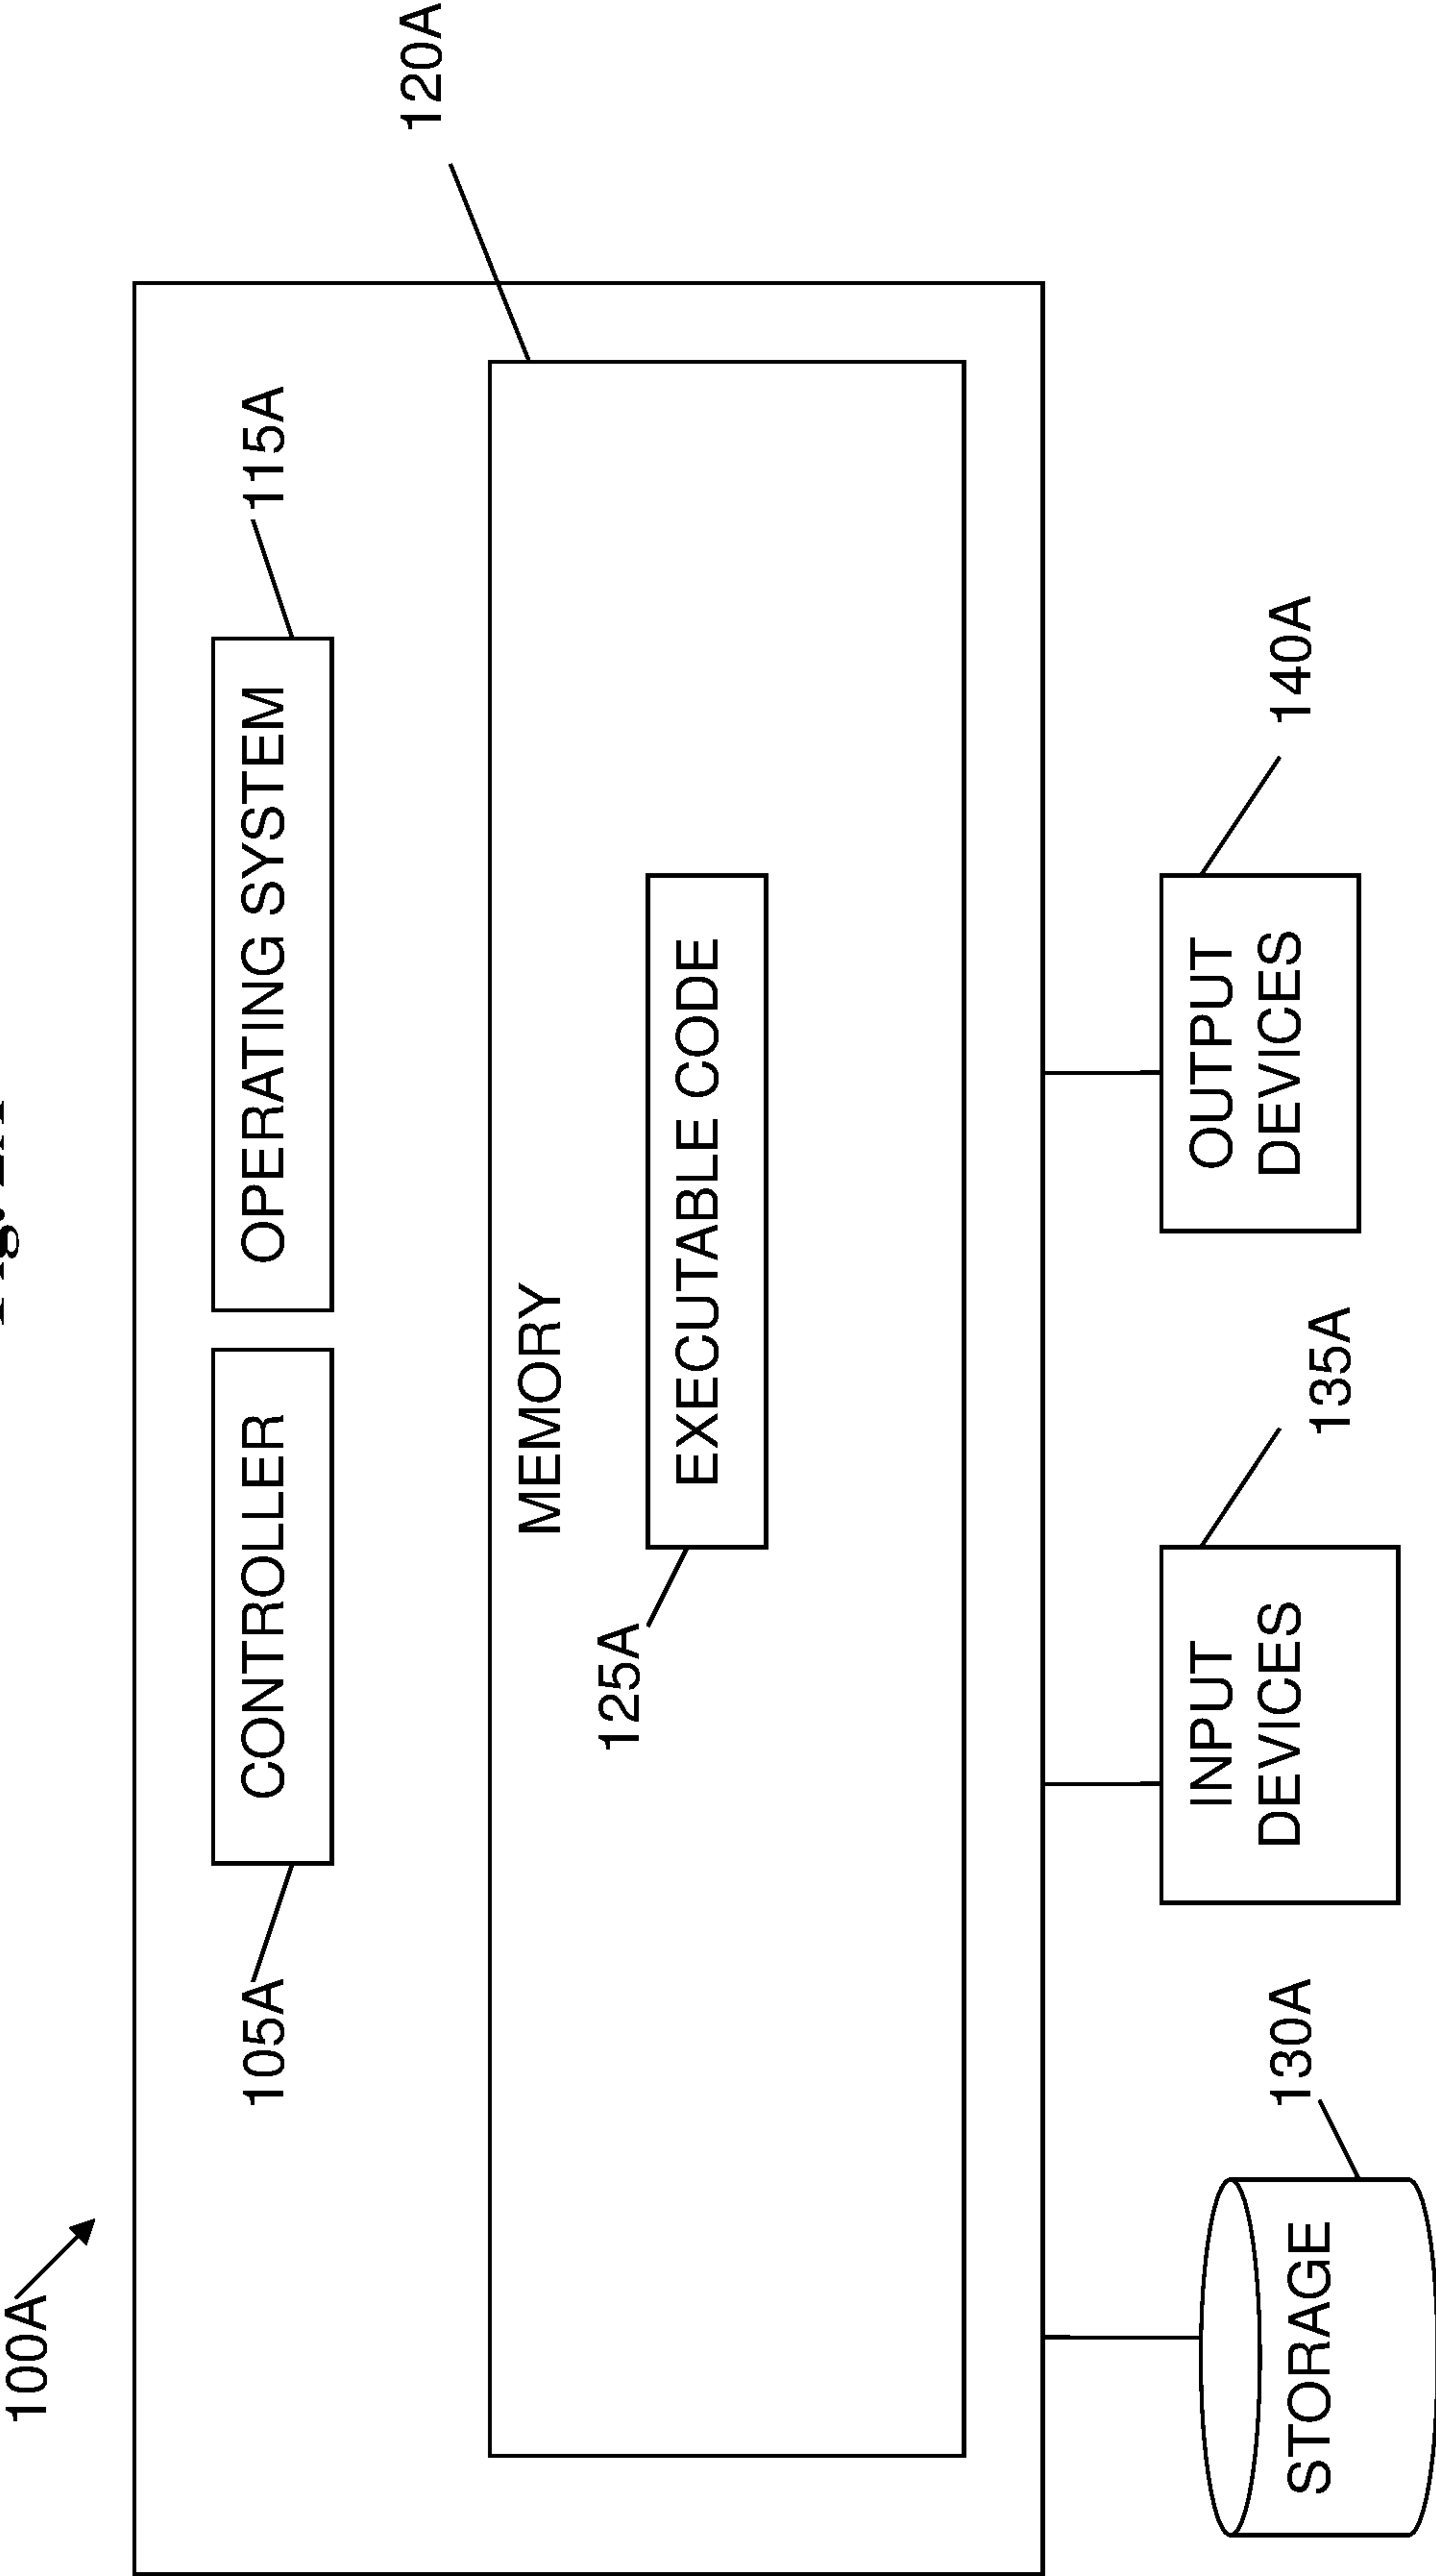 100A
105A
CONTROLLER
OPERATING SYSTEM
115A
120A
MEMORY
125A
EXECUTABLE CODE
STORAGE
130A
INPUT
DEVICES
135A
OUTPUT
DEVICES
140A